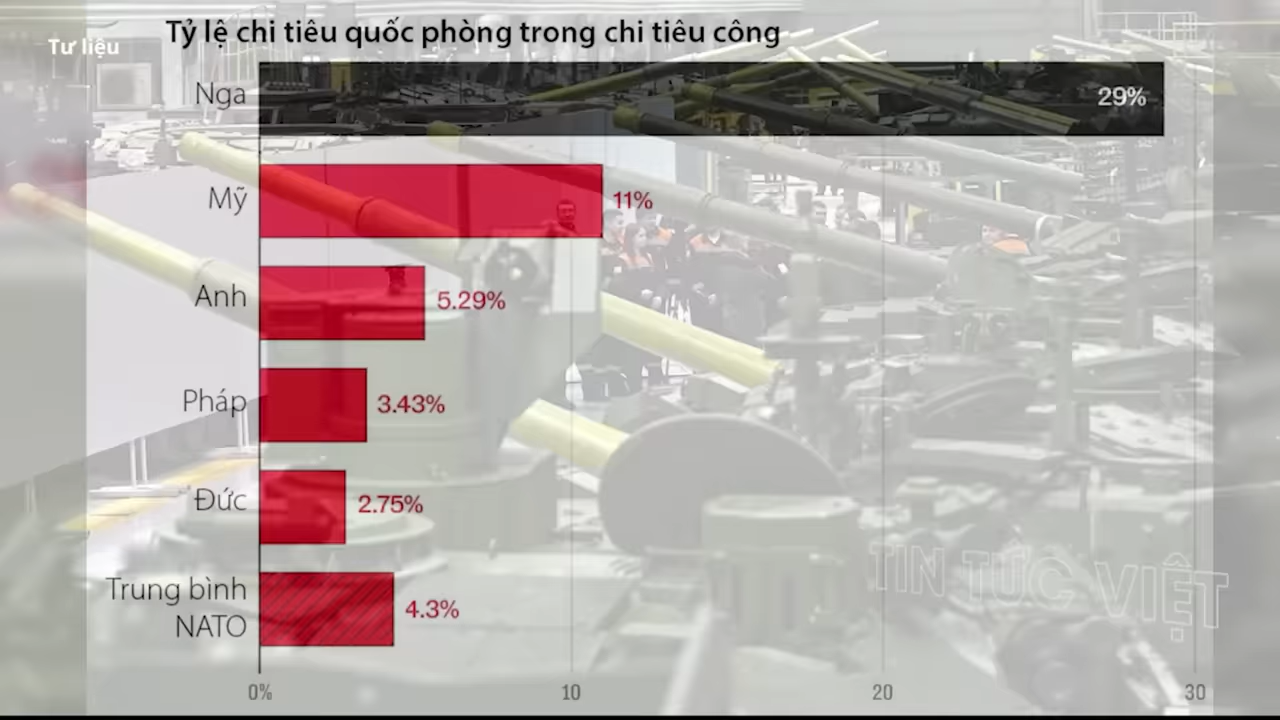 Tư liệu
Tỷ lệ chi tiêu quốc phòng trong chi tiêu công
Nga
29%
Mỹ
11%
Anh
5.29%
Pháp
3.43%
Đức
2.75%
Trung bình
NATO
4.3%
TIN TỨC VIỆT
0%
10
20
30